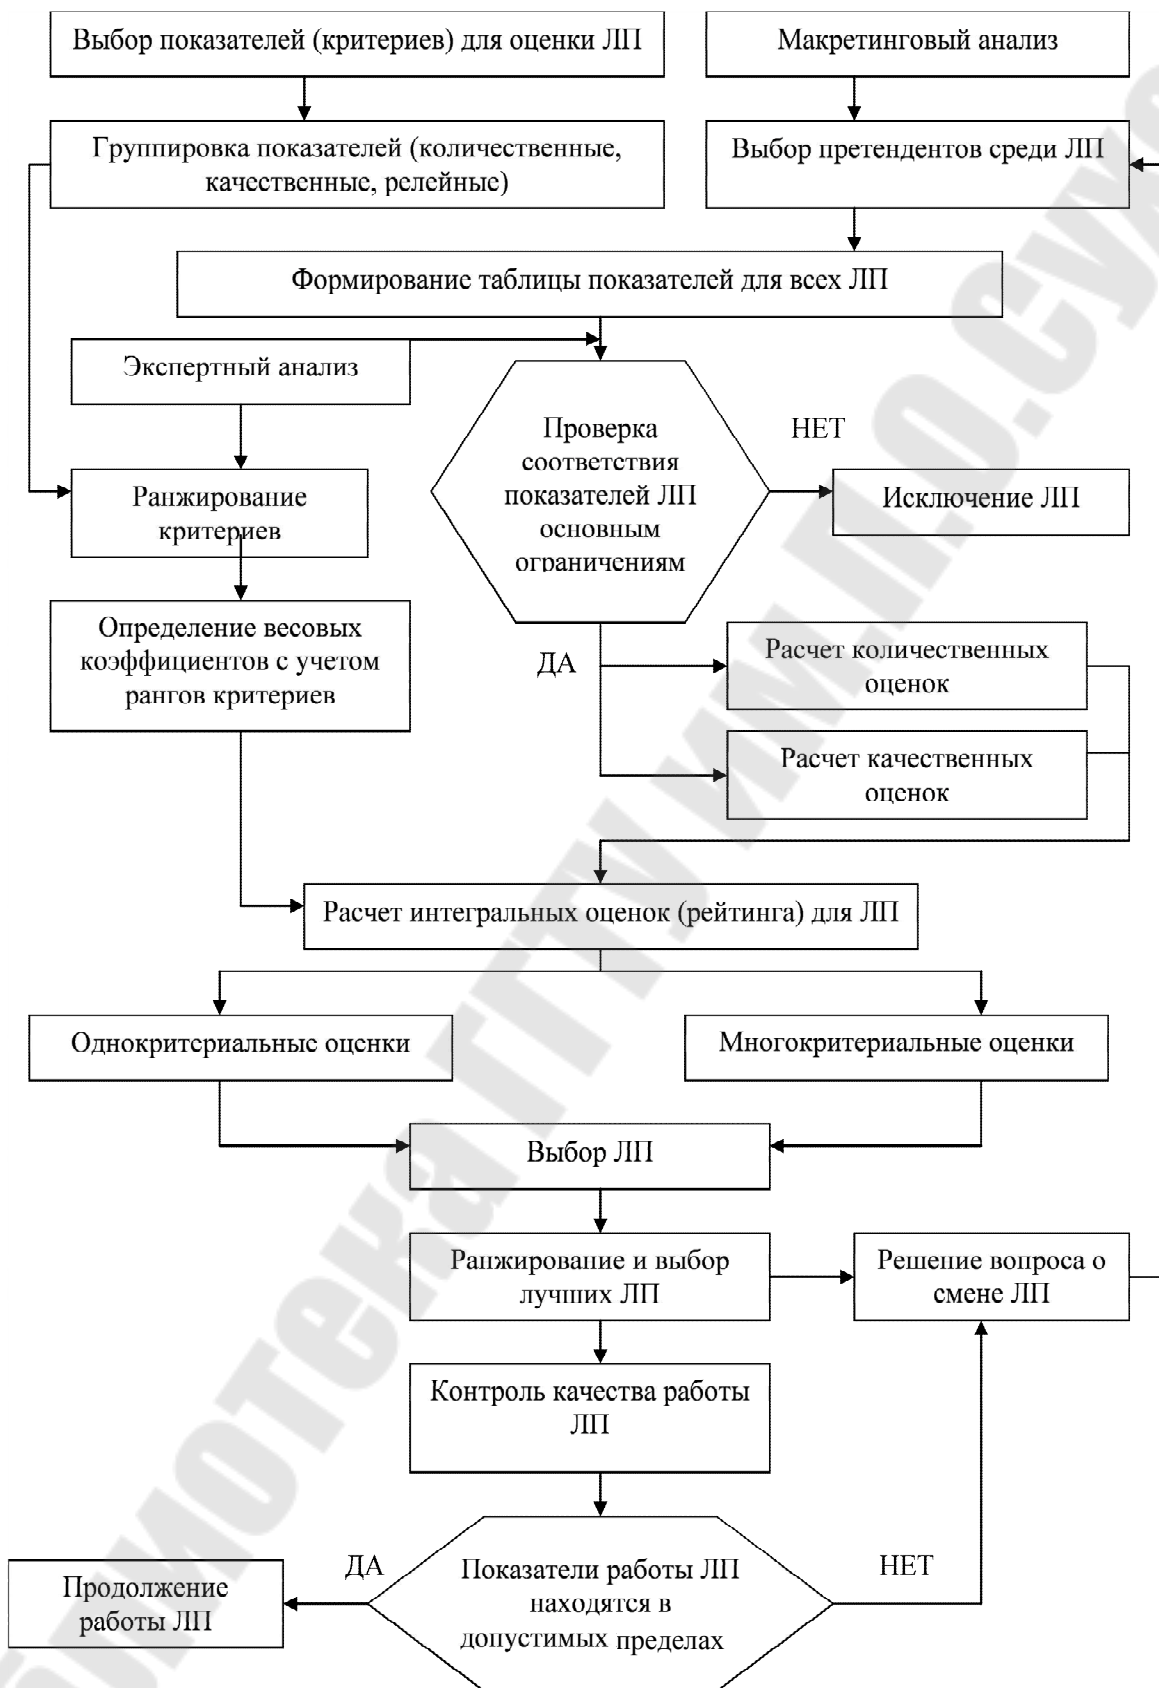 Выбор показателей (критериев) для оценки ЛП
Макретинговый анализ
Группировка показателей (количественные,
качественные, релейные)
Выбор претендентов среди ЛП
Формирование таблицы показателей для всех ЛП
Экспертный анализ
Проверка
соответствия
показателей ЛП
основным
ограничениям
НЕТ
Исключение ЛП
Ранжирование
критериев
Определение весовых
коэффициентов с учетом
рангов критериев
ДА
Расчет количественных
оценок
Расчет качественных
оценок
Расчет интегральных оценок (рейтинга) для ЛП
Однокритериальные оценки
Многокритериальные оценки
Выбор ЛП
Ранжирование и выбор
лучших ЛП
Решение вопроса о
смене ЛП
Контроль качества работы
ЛП
ДА
Показатели работы ЛП
находятся в
допустимых пределах
НЕТ
Продолжение
работы ЛП
ГГТУ им.П.О.